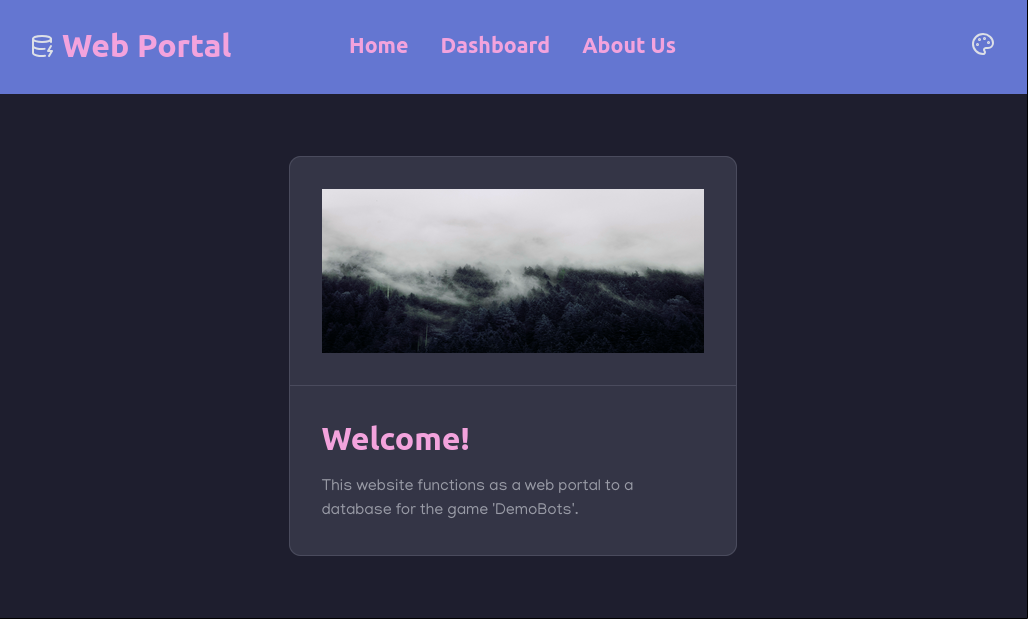 Web Portal
Home Dashboard About Us
Welcome!
This website functions as a web portal to a
database for the game 'DemoBots'.